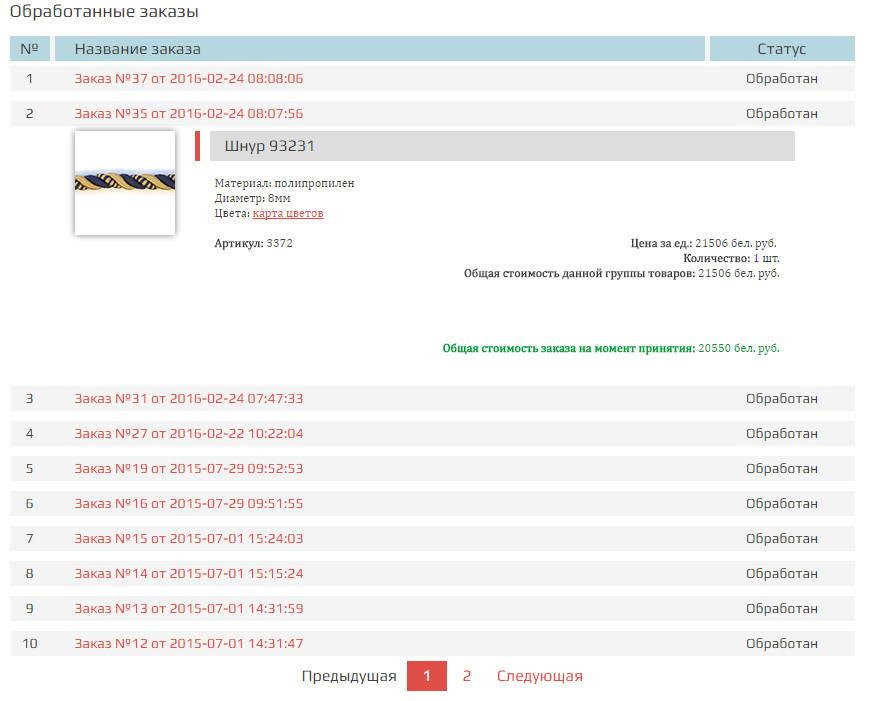 Обработанные заказы
№ Название заказа Статус
1 Заказ №37 от 2016-02-24 08:08:06 Обработан
2 Заказ №35 от 2016-02-24 08:07:56 Обработан
Шнур 93231
Материал: полипропилен
Диаметр: 8мм
Цвета: карта цветов
Артикул: 3372 Цена за ед.: 21506 бел. руб.
Количество: 1 шт.
Общая стоимость данной группы товаров: 21506 бел. руб.
Общая стоимость заказа на момент принятия: 20550 бел. руб.
3 Заказ №31 от 2016-02-24 07:47:33 Обработан
4 Заказ №27 от 2016-02-22 10:22:04 Обработан
5 Заказ №19 от 2015-07-29 09:52:53 Обработан
6 Заказ №16 от 2015-07-29 09:51:55 Обработан
7 Заказ №15 от 2015-07-01 15:24:03 Обработан
8 Заказ №14 от 2015-07-01 15:15:24 Обработан
9 Заказ №13 от 2015-07-01 14:31:59 Обработан
10 Заказ №12 от 2015-07-01 14:31:47 Обработан
Предыдущая 1 2 Следующая